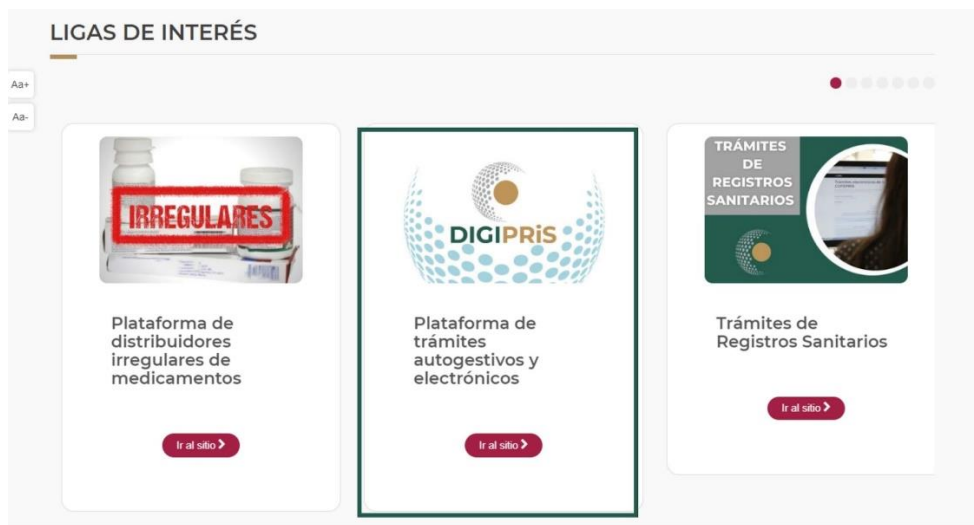 LIGAS DE INTERÉS
Aa+
Aa-
IRREGULARES
Plataforma de
distribuidores
irregulares de
medicamentos
Ir al sitio
DIGIPRiS
Plataforma de
trámites
autogestivos y
electrónicos
Ir al sitio
TRÁMITES
DE
REGISTROS
SANITARIOS
Trámites de
Registros Sanitarios
Ir al sitio